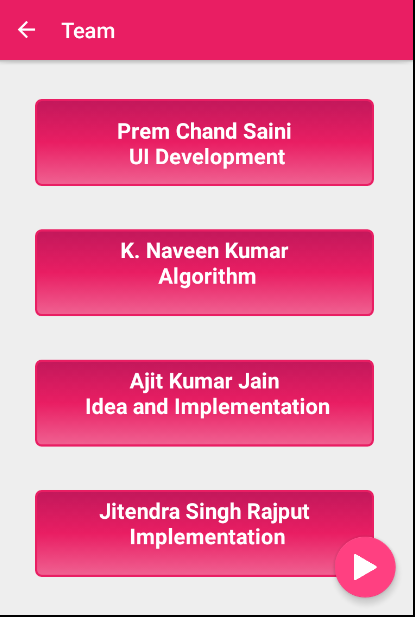 Team
Prem Chand Saini
UI Development
K. Naveen Kumar
Algorithm
Ajit Kumar Jain
Idea and Implementation
Jitendra Singh Rajput
Implementation